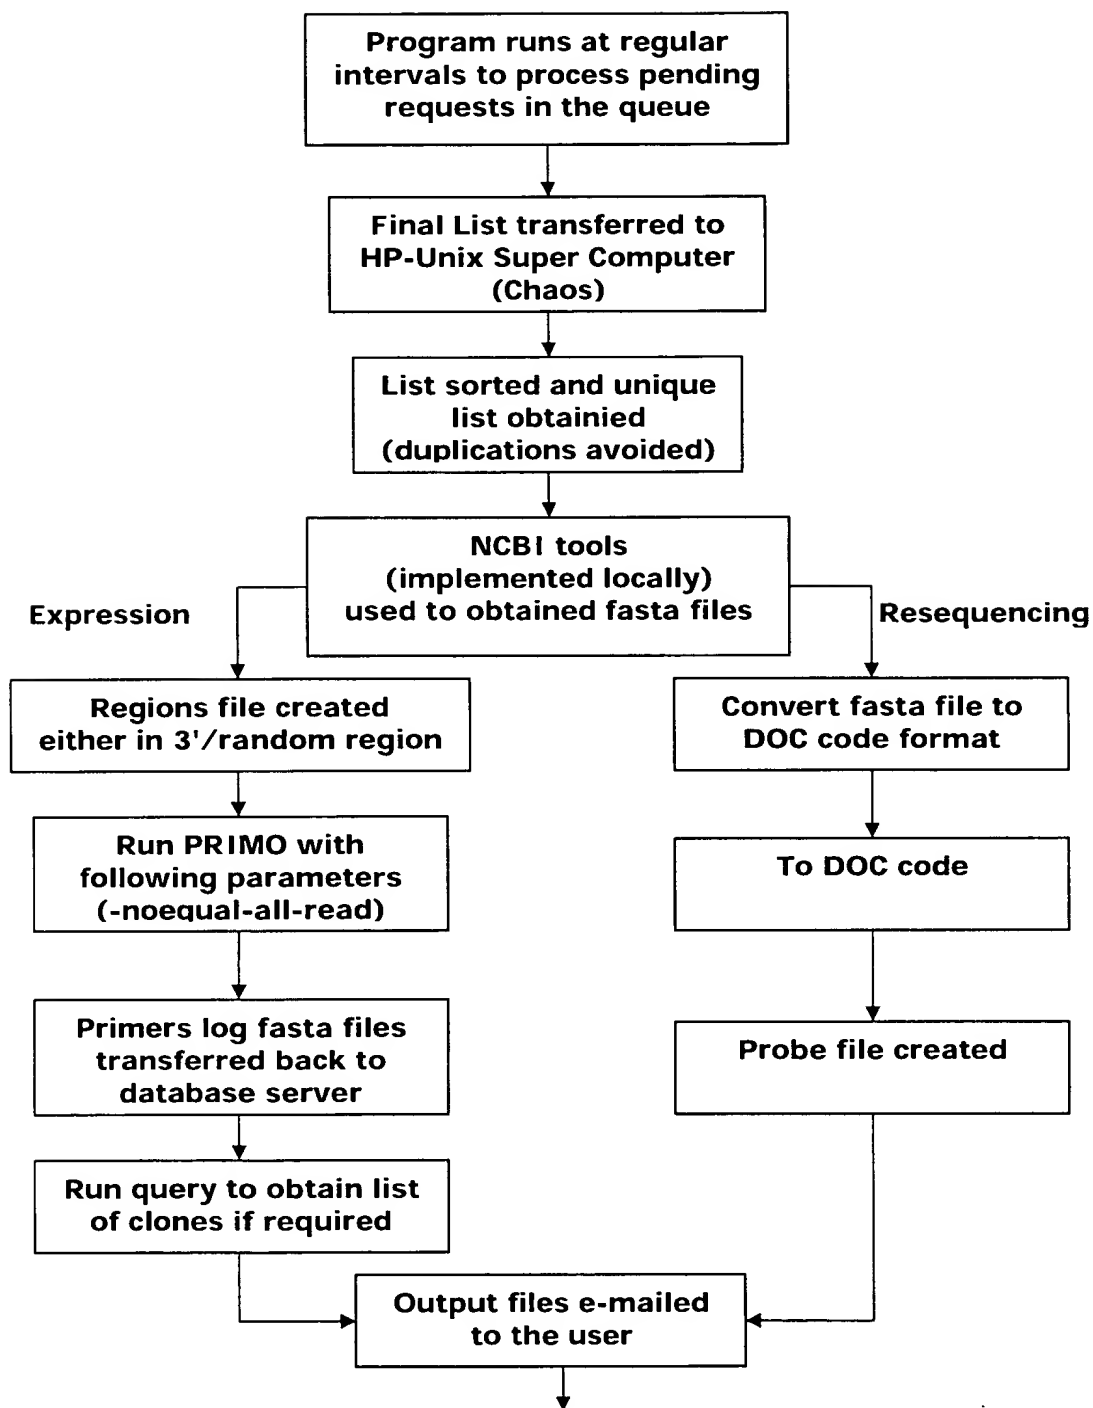 Program runs at regular
intervals to process pending
requests in the queue
Final List transferred to
HP-Unix Super Computer
(Chaos)
List sorted and unique
list obtainied
(duplications avoided)
NCBI tools
(implemented locally)
used to obtained fasta files
Expression
Resequencing
Regions file created
either in 3'/random region
Run PRIMO with
following parameters
(-noequal-all-read)
Primers log fasta files
transferred back to
database server
Run query to obtain list
of clones if required
Convert fasta file to
DOC code format
To DOC code
Probe file created
Output files e-mailed
to the user